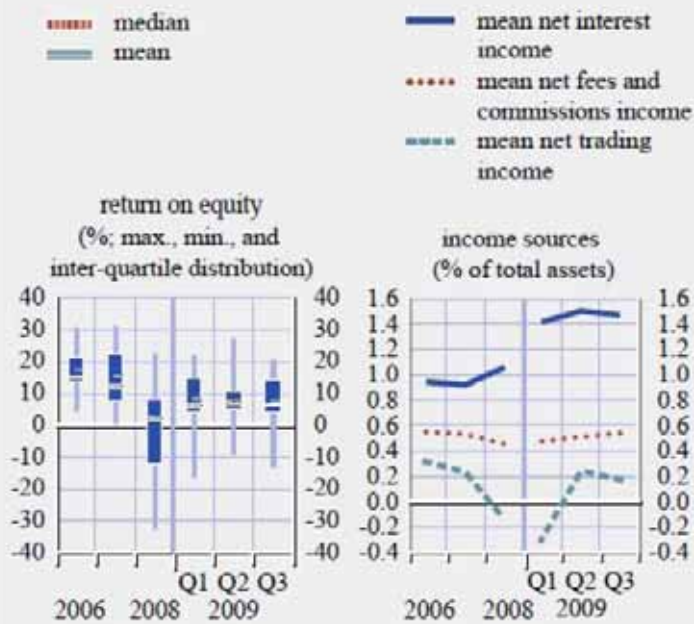 median
mean
mean net interest
income
mean net fees and
commissions income
mean net trading
income
return on equity
(%; max., min., and
inter-quartile distribution)
40 40
30 30
20 20
10 10
0 0
-10 -10
-20 -20
-30 -30
-40 -40
Q1 Q2 Q3
2006 2008 2009
income sources
(% of total assets)
1.6 1.6
1.4 1.4
1.2 1.2
1.0 1.0
0.8 0.8
0.6 0.6
0.4 0.4
0.2 0.2
0.0 0.0
-0.2 -0.2
-0.4 -0.4
Q1 Q2 Q3
2006 2008 2009